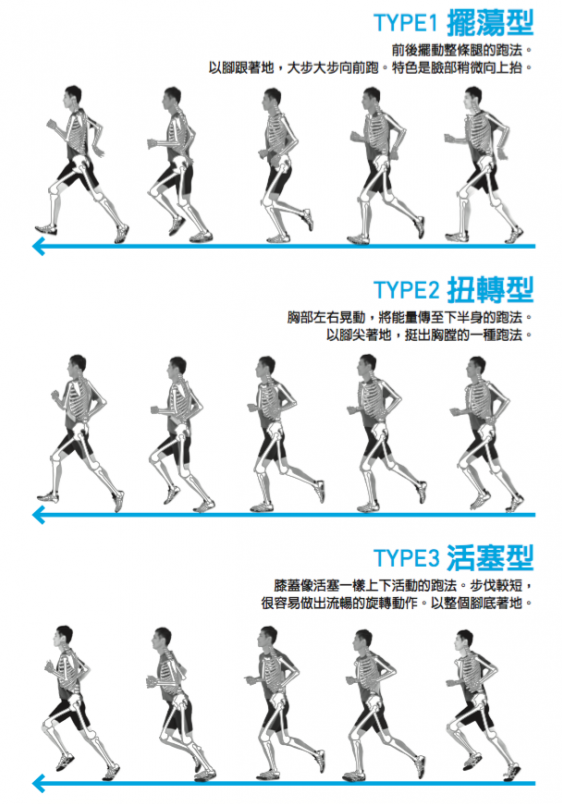 TYPE1 擺蕩型
前後擺動整條腿的跑法。
以腳跟著地，大步大步向前跑。特色是臉部稍微向上抬。
TYPE2 扭轉型
胸部左右晃動，將能量傳至下半身的跑法。
以腳尖著地，挺出胸膛的一種跑法。
TYPE3 活塞型
膝蓋像活塞一樣上下活動的跑法。步伐較短，
很容易做出流暢的旋轉動作。以整個腳底著地。